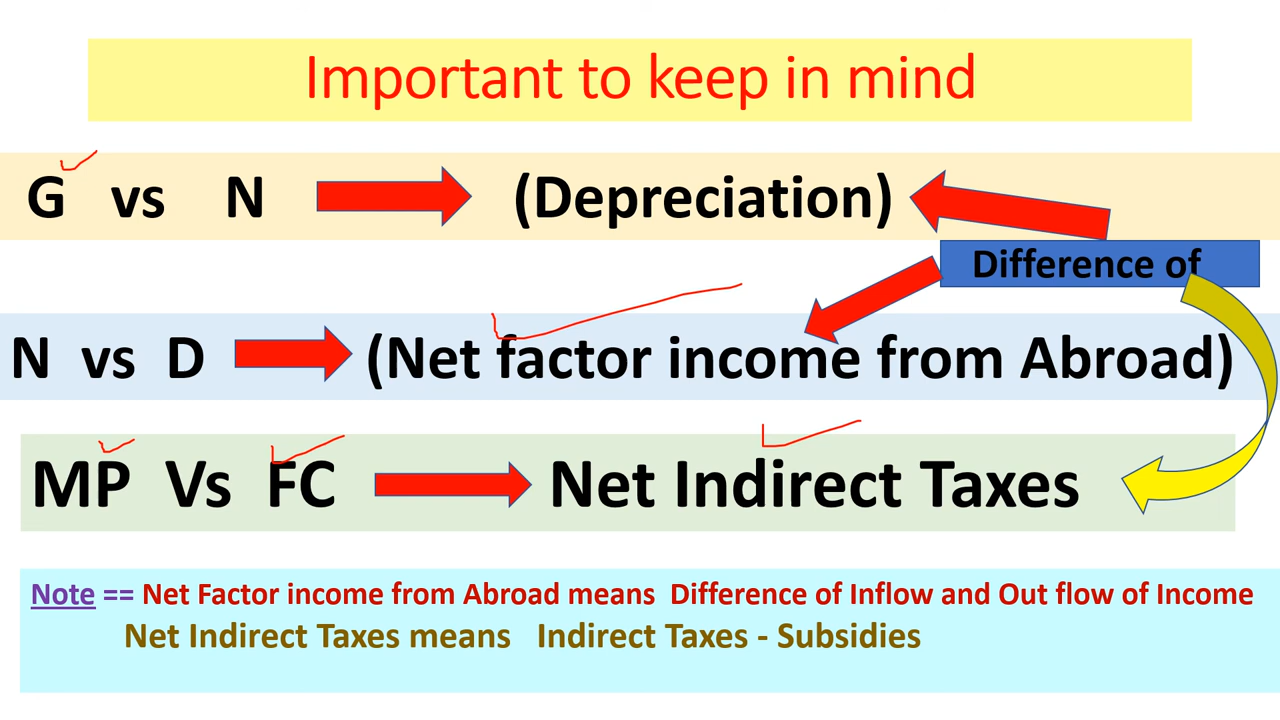 Important to keep in mind
G vs N (Depreciation)
Difference of
N vs D (Net factor income from Abroad)
MP Vs FC Net Indirect Taxes
Note == Net Factor income from Abroad means Difference of Inflow and Out flow of Income
Net Indirect Taxes means Indirect Taxes - Subsidies